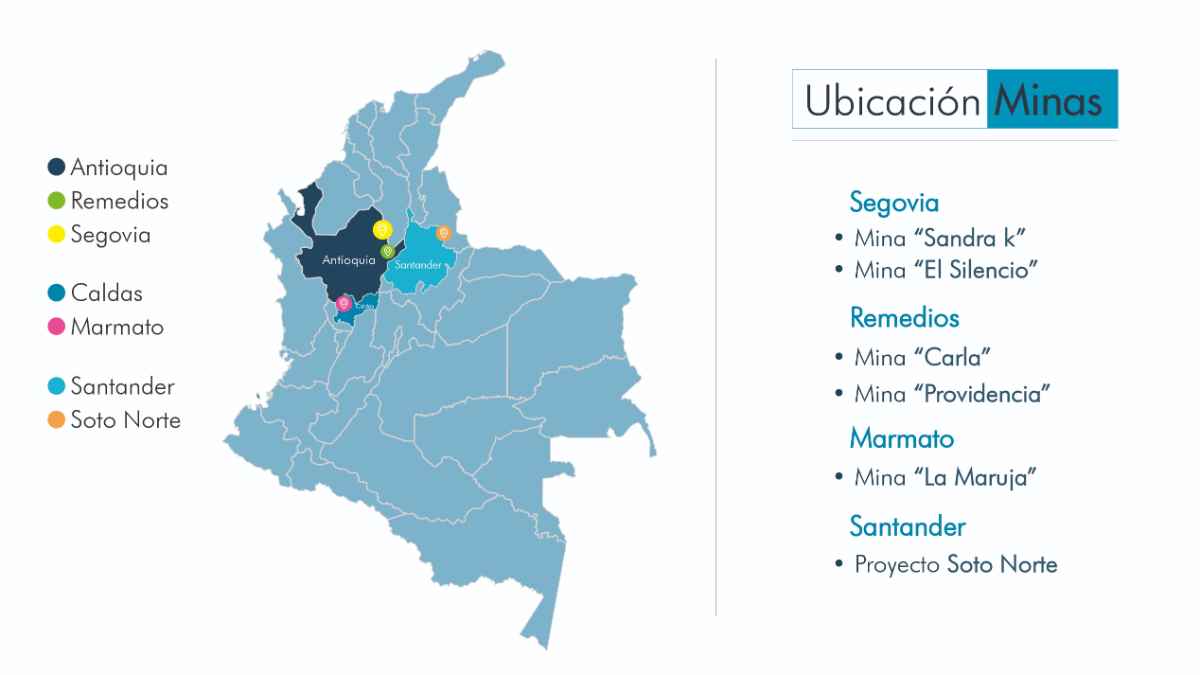 Antioquia
Remedios
Segovia
Caldas
Marmato
Santander
Soto Norte
Antioquia
Santander
Caldas
Ubicación Minas
Segovia
• Mina “Sandra k”
• Mina “El Silencio”
Remedios
• Mina “Carla”
• Mina “Providencia”
Marmato
• Mina “La Maruja”
Santander
• Proyecto Soto Norte